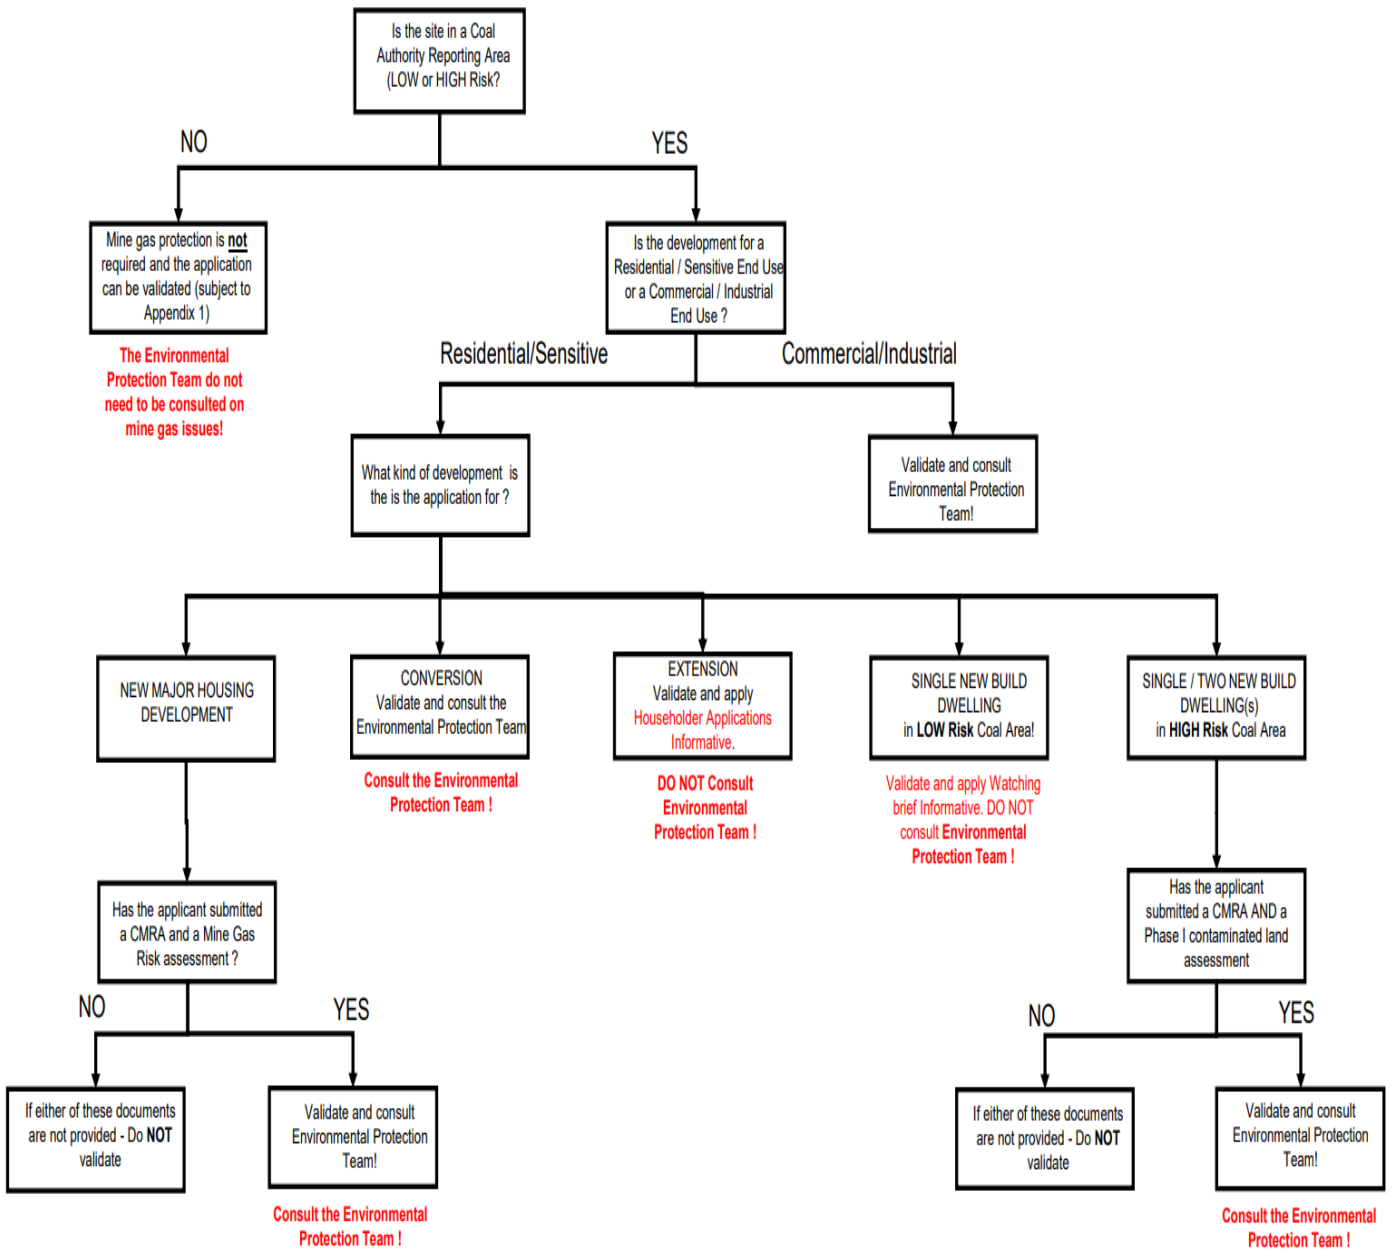 Is the site in a Coal
Authority Reporting Area
(LOW or HIGH Risk?
NO
YES
Mine gas protection is not
required and the application
can be validated (subject to
Appendix 1)
The Environmental
Protection Team do not
need to be consulted on
mine gas issues!
Is the development for a
Residential / Sensitive End Use
or a Commercial / Industrial
End Use ?
Residential/Sensitive
Commercial/Industrial
What kind of development is
the is the application for ?
Validate and consult
Environmental Protection
Team!
NEW MAJOR HOUSING
DEVELOPMENT
CONVERSION
Validate and consult the
Environmental Protection Team
Consult the Environmental
Protection Team !
EXTENSION
Validate and apply
Householder Applications
Informative.
DO NOT Consult
Environmental
Protection Team !
SINGLE NEW BUILD
DWELLING
in LOW Risk Coal Area!
Validate and apply Watching
brief Informative. DO NOT
consult Environmental
Protection Team !
SINGLE / TWO NEW BUILD
DWELLING(s)
in HIGH Risk Coal Area
Has the applicant submitted
a CMRA and a Mine Gas
Risk assessment ?
NO
YES
If either of these documents
are not provided - Do NOT
validate
Validate and consult
Environmental Protection
Team!
Consult the Environmental
Protection Team !
Has the applicant
submitted a CMRA AND a
Phase I contaminated land
assessment
NO
YES
If either of these documents
are not provided - Do NOT
validate
Validate and consult
Environmental Protection
Team!
Consult the Environmental
Protection Team !